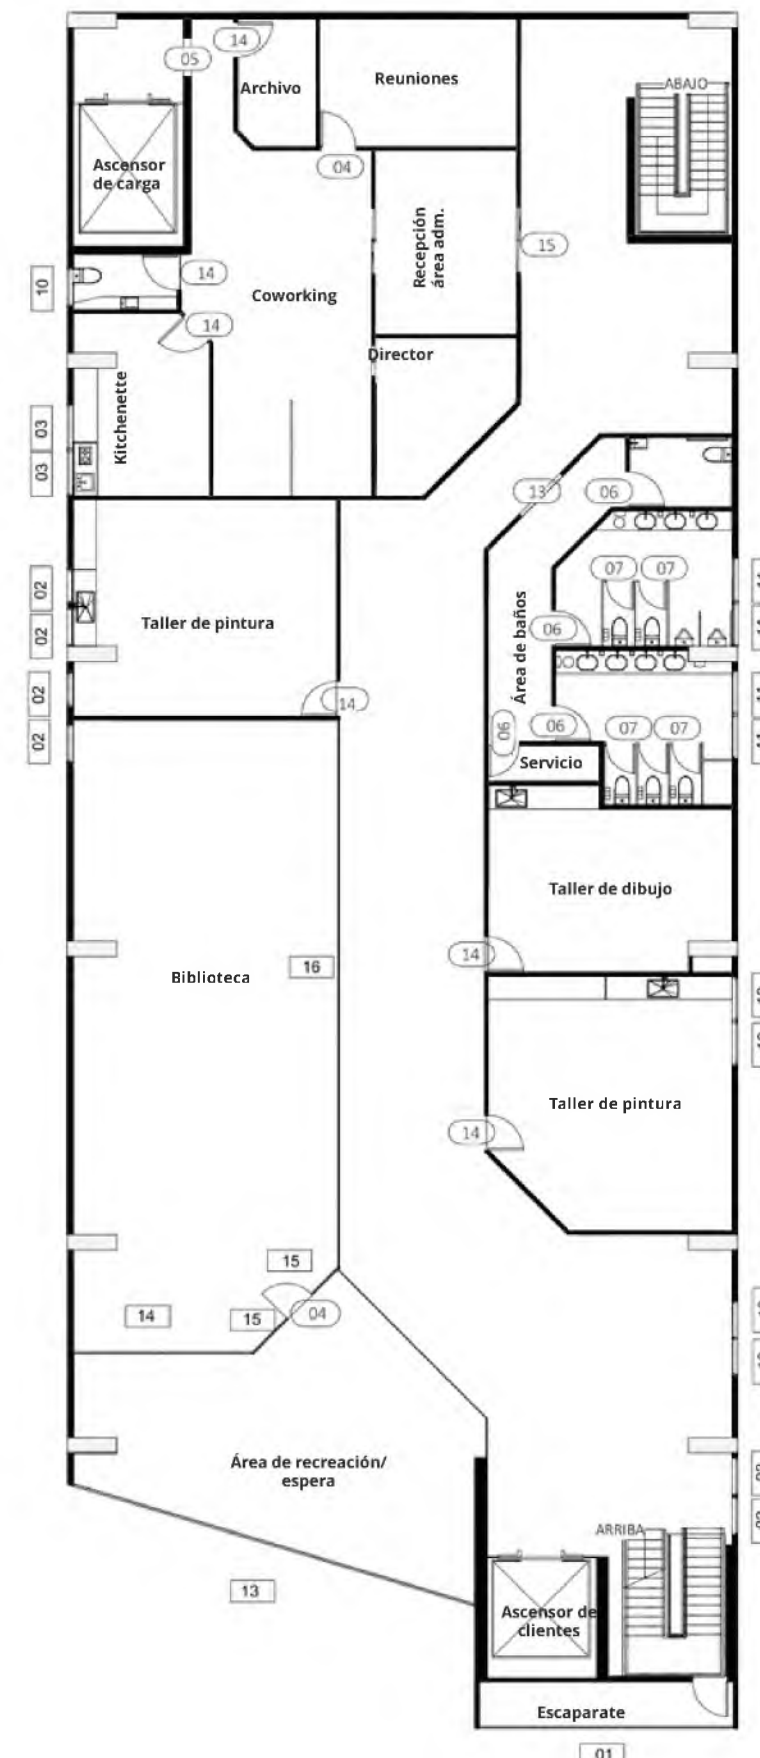 14
05
Archivo
Reuniones
ABAJO
Ascensor
de carga
04
Recepción
área adm.
15
10
14
Coworking
14
Director
Kitchenette
03
03
13
06
02
02
Taller de pintura
07
07
06
Área de baños
02
02
14
06
06
07
07
Servicio
Taller de dibujo
14
16
Biblioteca
Taller de pintura
14
15
14
15
04
Área de recreación/
espera
ARRIBA
13
Ascensor de
clientes
Escaparate
01